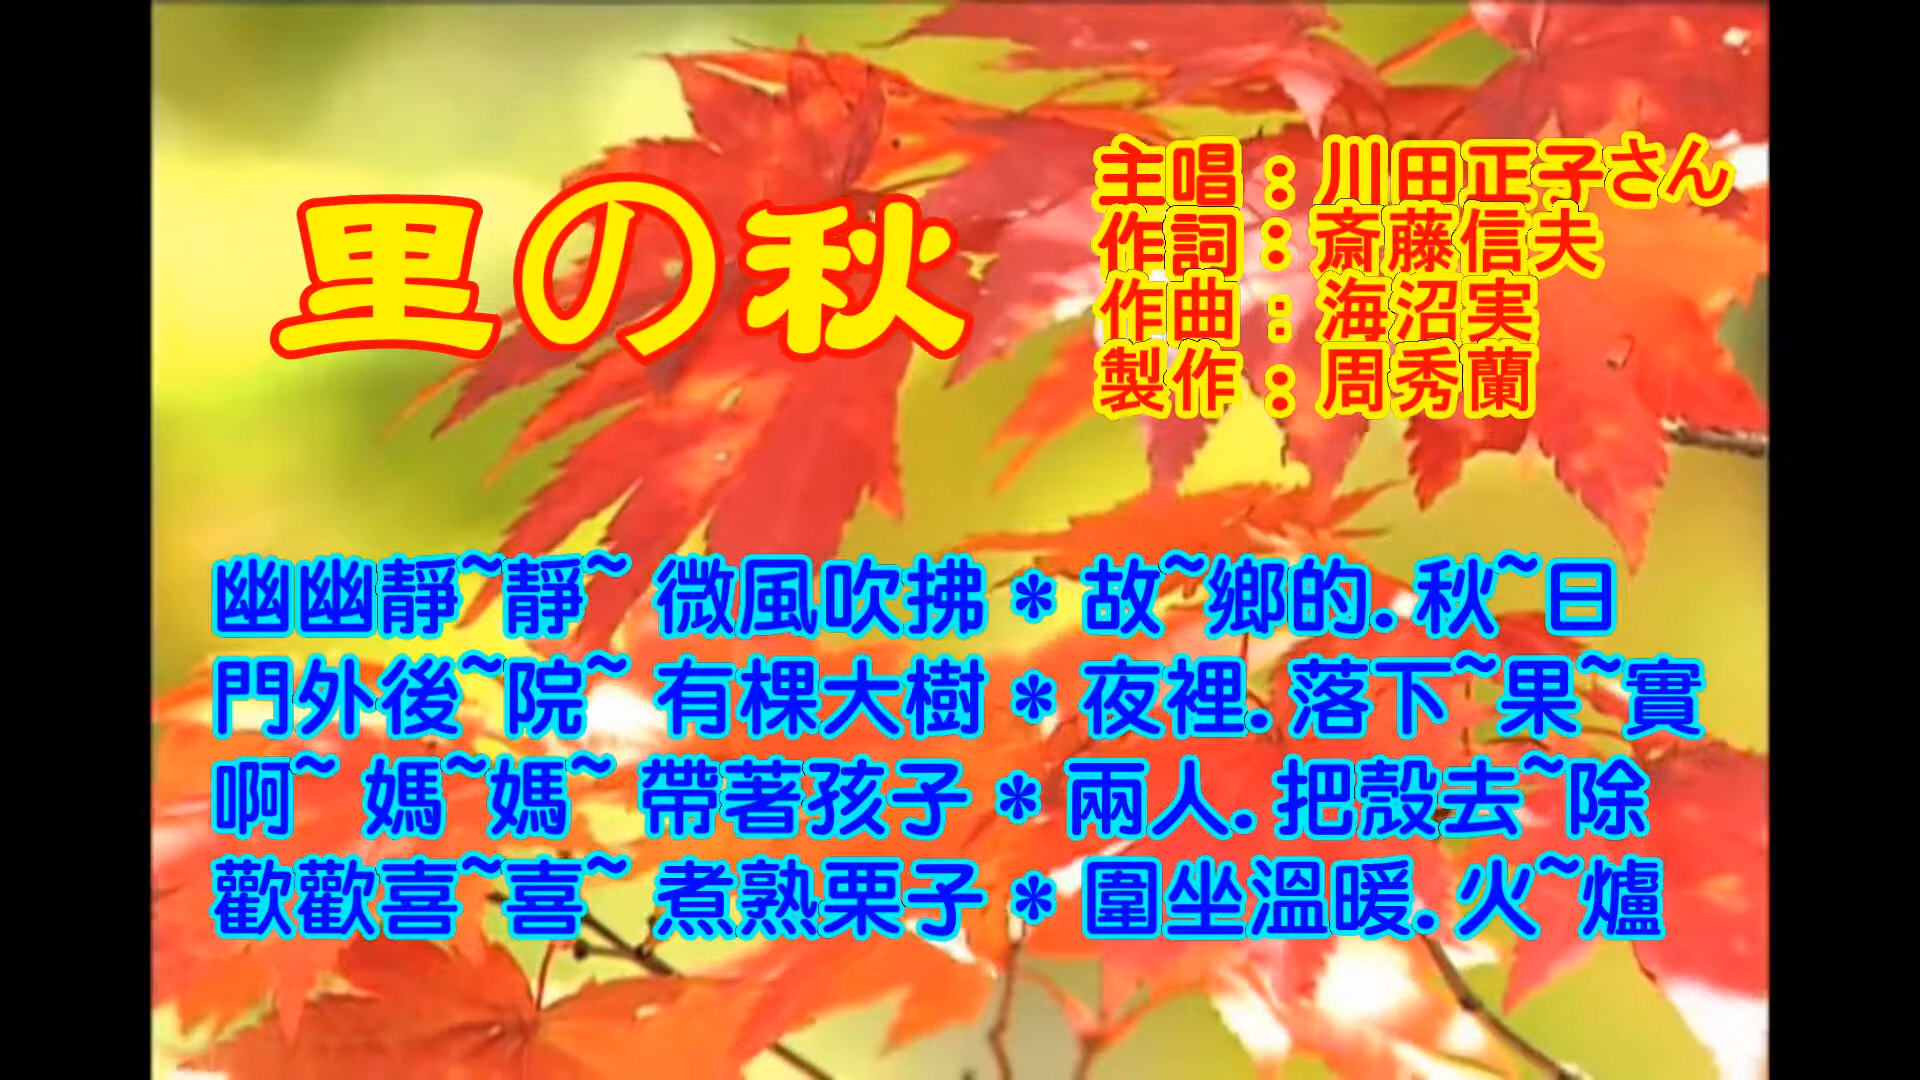 里の秋
主唱：川田正子さん
作詞：斎藤信夫
作曲：海沼実
製作：周秀蘭
幽幽靜~靜~ 微風吹拂＊故~鄉的.秋~日
門外後~院~ 有棵大樹＊夜裡.落下~果~實
啊~ 媽~媽~ 帶著孩子＊兩人.把殼去~除
歡歡喜~喜~ 煮熟栗子＊圍坐溫暖.火~爐